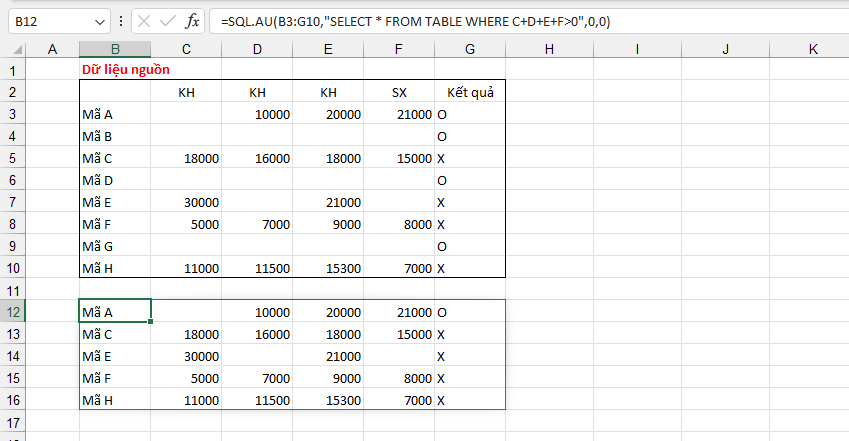 B12 fx =SQL.AU(B3:G10,"SELECT * FROM TABLE WHERE C+D+E+F>0",0,0)
A B C D E F G H I J K
1 Dữ liệu nguồn
2 KH KH KH SX Kết quả
3 Mã A 10000 20000 21000 O
4 Mã B O
5 Mã C 18000 16000 18000 15000 X
6 Mã D O
7 Mã E 30000 21000 X
8 Mã F 5000 7000 9000 8000 X
9 Mã G O
10 Mã H 11000 11500 15300 7000 X
11
12 Mã A 10000 20000 21000 O
13 Mã C 18000 16000 18000 15000 X
14 Mã E 30000 21000 X
15 Mã F 5000 7000 9000 8000 X
16 Mã H 11000 11500 15300 7000 X
17